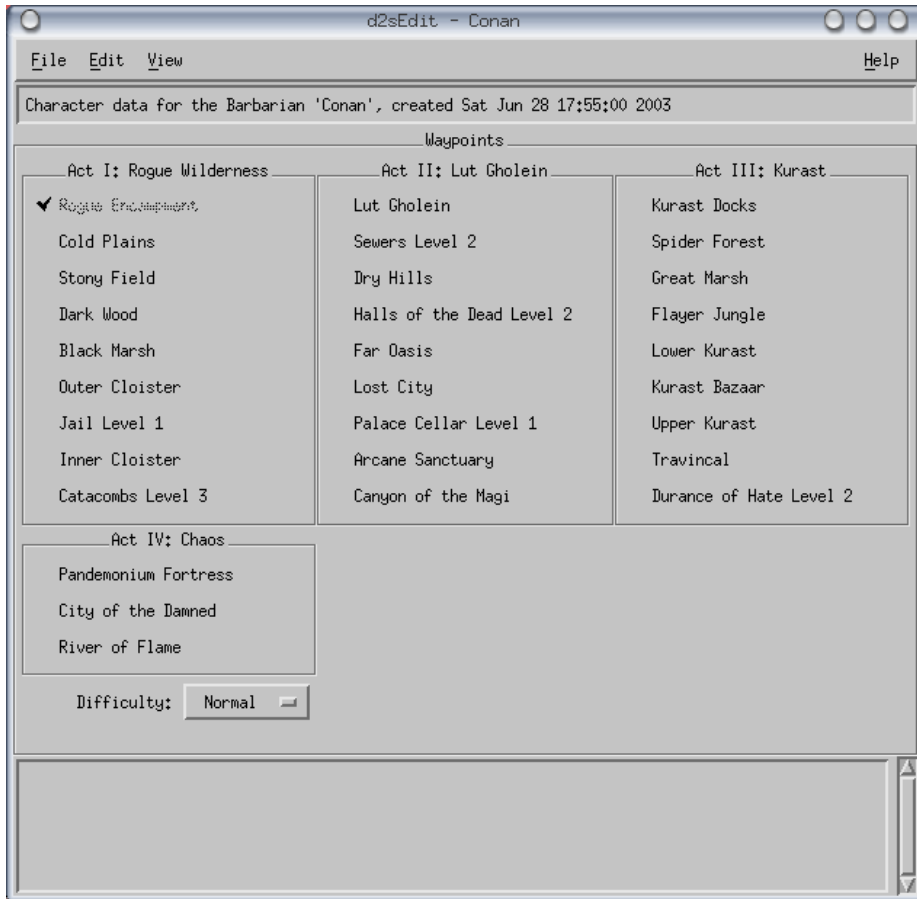 d2sEdit - Conan
File Edit View Help
Character data for the Barbarian 'Conan', created Sat Jun 28 17:55:00 2003
Waypoints
Act I: Rogue Wilderness
Rogue Encampment
Cold Plains
Stony Field
Dark Wood
Black Marsh
Outer Cloister
Jail Level 1
Inner Cloister
Catacombs Level 3
Act II: Lut Gholein
Lut Gholein
Sewers Level 2
Dry Hills
Halls of the Dead Level 2
Far Oasis
Lost City
Palace Cellar Level 1
Arcane Sanctuary
Canyon of the Magi
Act III: Kurast
Kurast Docks
Spider Forest
Great Marsh
Flayer Jungle
Lower Kurast
Kurast Bazaar
Upper Kurast
Travincal
Durance of Hate Level 2
Act IV: Chaos
Pandemonium Fortress
City of the Damned
River of Flame
Difficulty: Normal